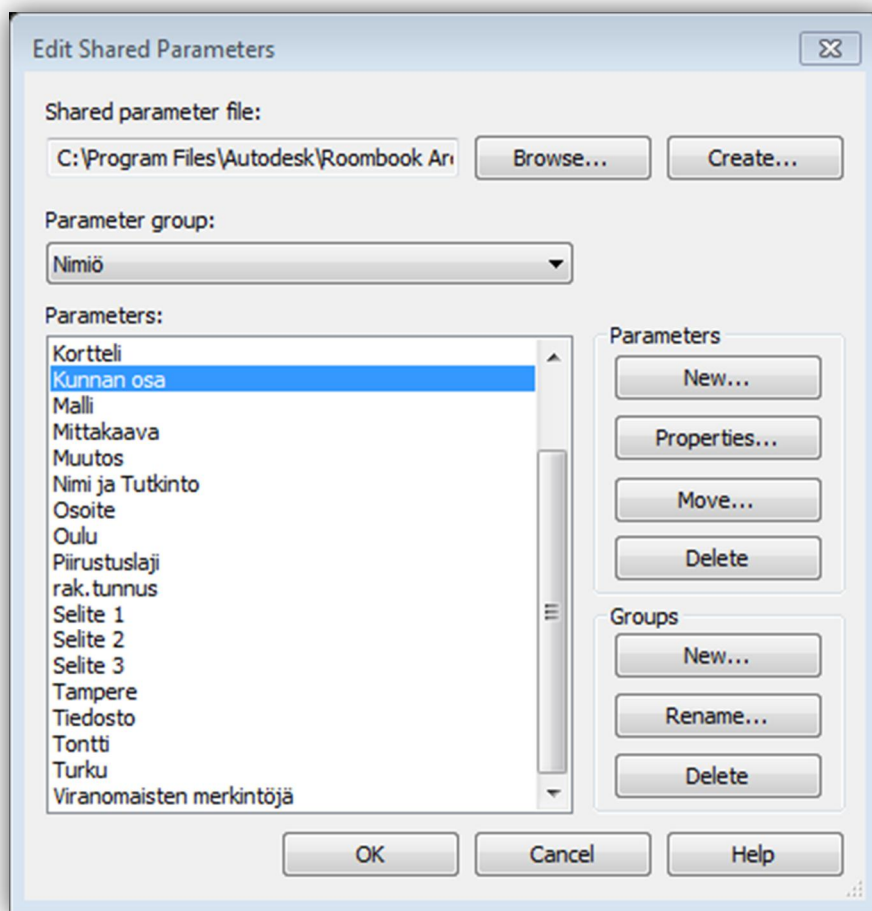 Edit Shared Parameters
Shared parameter file:
C:\Program Files\Autodesk\Roombook Ar
Browse...
Create...
Parameter group:
Nimiö
Parameters:
Kortteli
Kunnan osa
Malli
Mittakaava
Muutos
Nimi ja Tutkinto
Osoite
Oulu
Piirustuslaji
rak.tunnus
Selite 1
Selite 2
Selite 3
Tampere
Tiedosto
Tontti
Turku
Viranomaisten merkintöjä
Parameters
New...
Properties...
Move...
Delete
Groups
New...
Rename...
Delete
OK
Cancel
Help